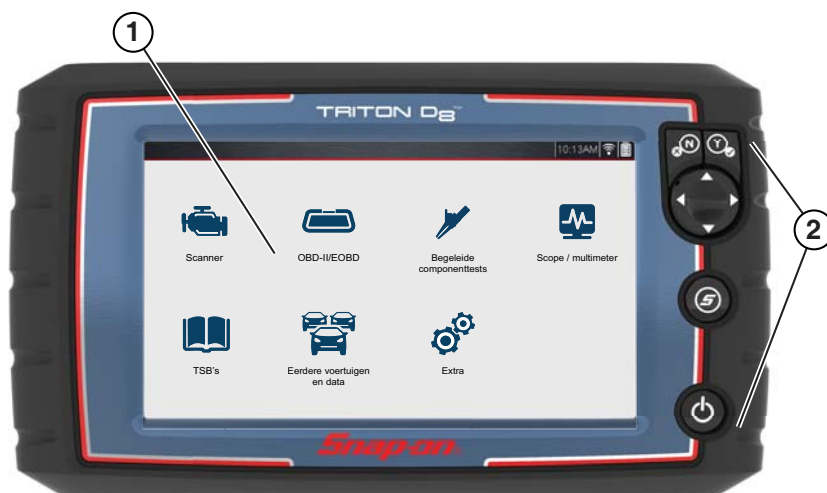 1
TRITON D8™
10:13AM
N
Y
Scanner
OBD-II/EOBD
Begeleide
componenttests
Scope / multimeter
2
S
TSB's
Eerdere voertuigen
en data
Extra
Snap-on®